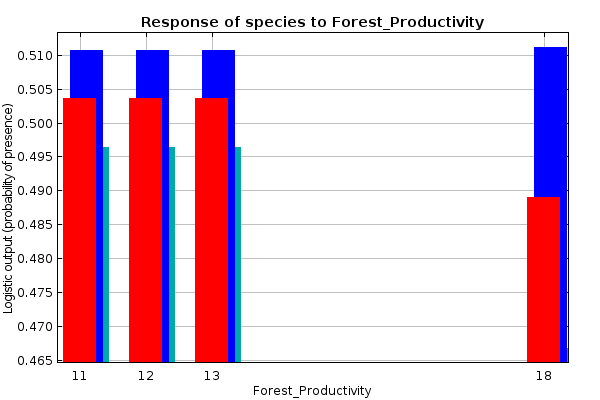 Response of species to Forest_Productivity
Logistic output (probability of presence)
0.510
0.505
0.500
0.495
0.490
0.485
0.480
0.475
0.470
0.465
11 12 13 18
Forest_Productivity